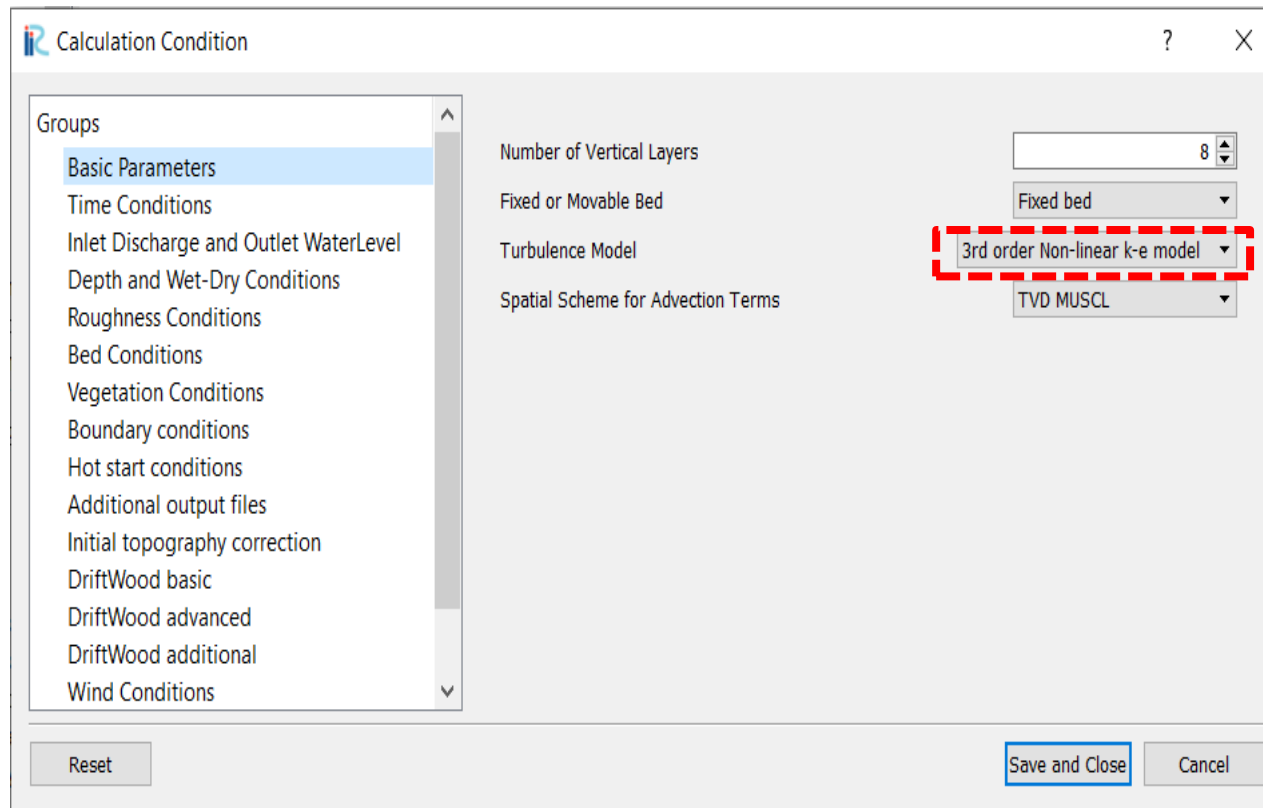 iRIC Calculation Condition ? X
Groups
Basic Parameters
Time Conditions
Inlet Discharge and Outlet WaterLevel
Depth and Wet-Dry Conditions
Roughness Conditions
Bed Conditions
Vegetation Conditions
Boundary conditions
Hot start conditions
Additional output files
Initial topography correction
DriftWood basic
DriftWood advanced
DriftWood additional
Wind Conditions
Number of Vertical Layers 8
Fixed or Movable Bed Fixed bed
Turbulence Model 3rd order Non-linear k-e model
Spatial Scheme for Advection Terms TVD MUSCL
Reset Save and Close Cancel